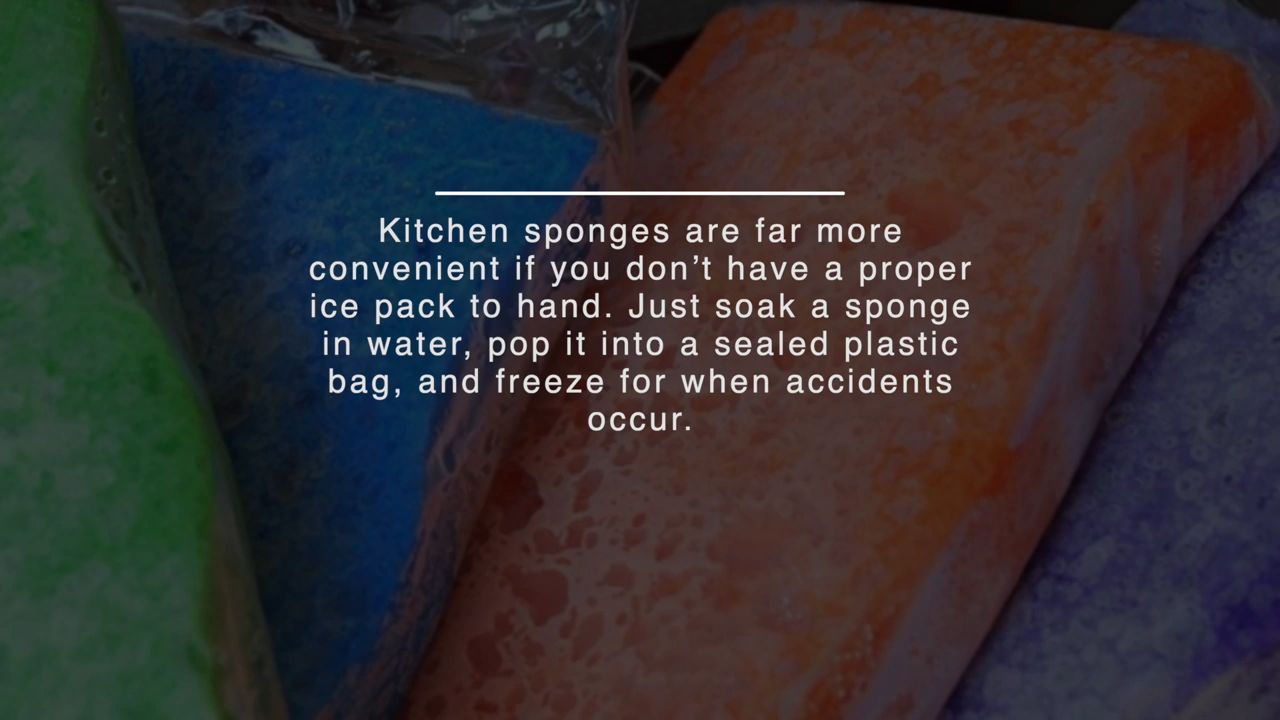 Kitchen sponges are far more
convenient if you don’t have a proper
ice pack to hand. Just soak a sponge
in water, pop it into a sealed plastic
bag, and freeze for when accidents
occur.